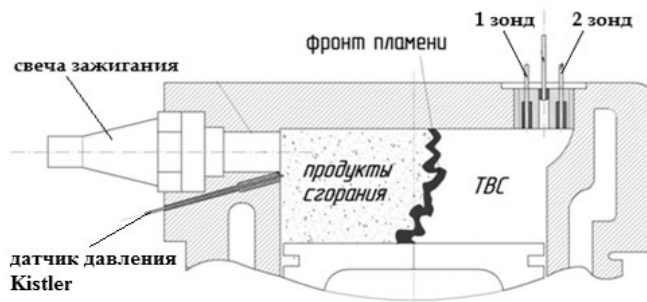 1 зонд
2 зонд
фронт пламени
свеча зажигания
продукты
сгорания
ТВС
датчик давления
Kistler